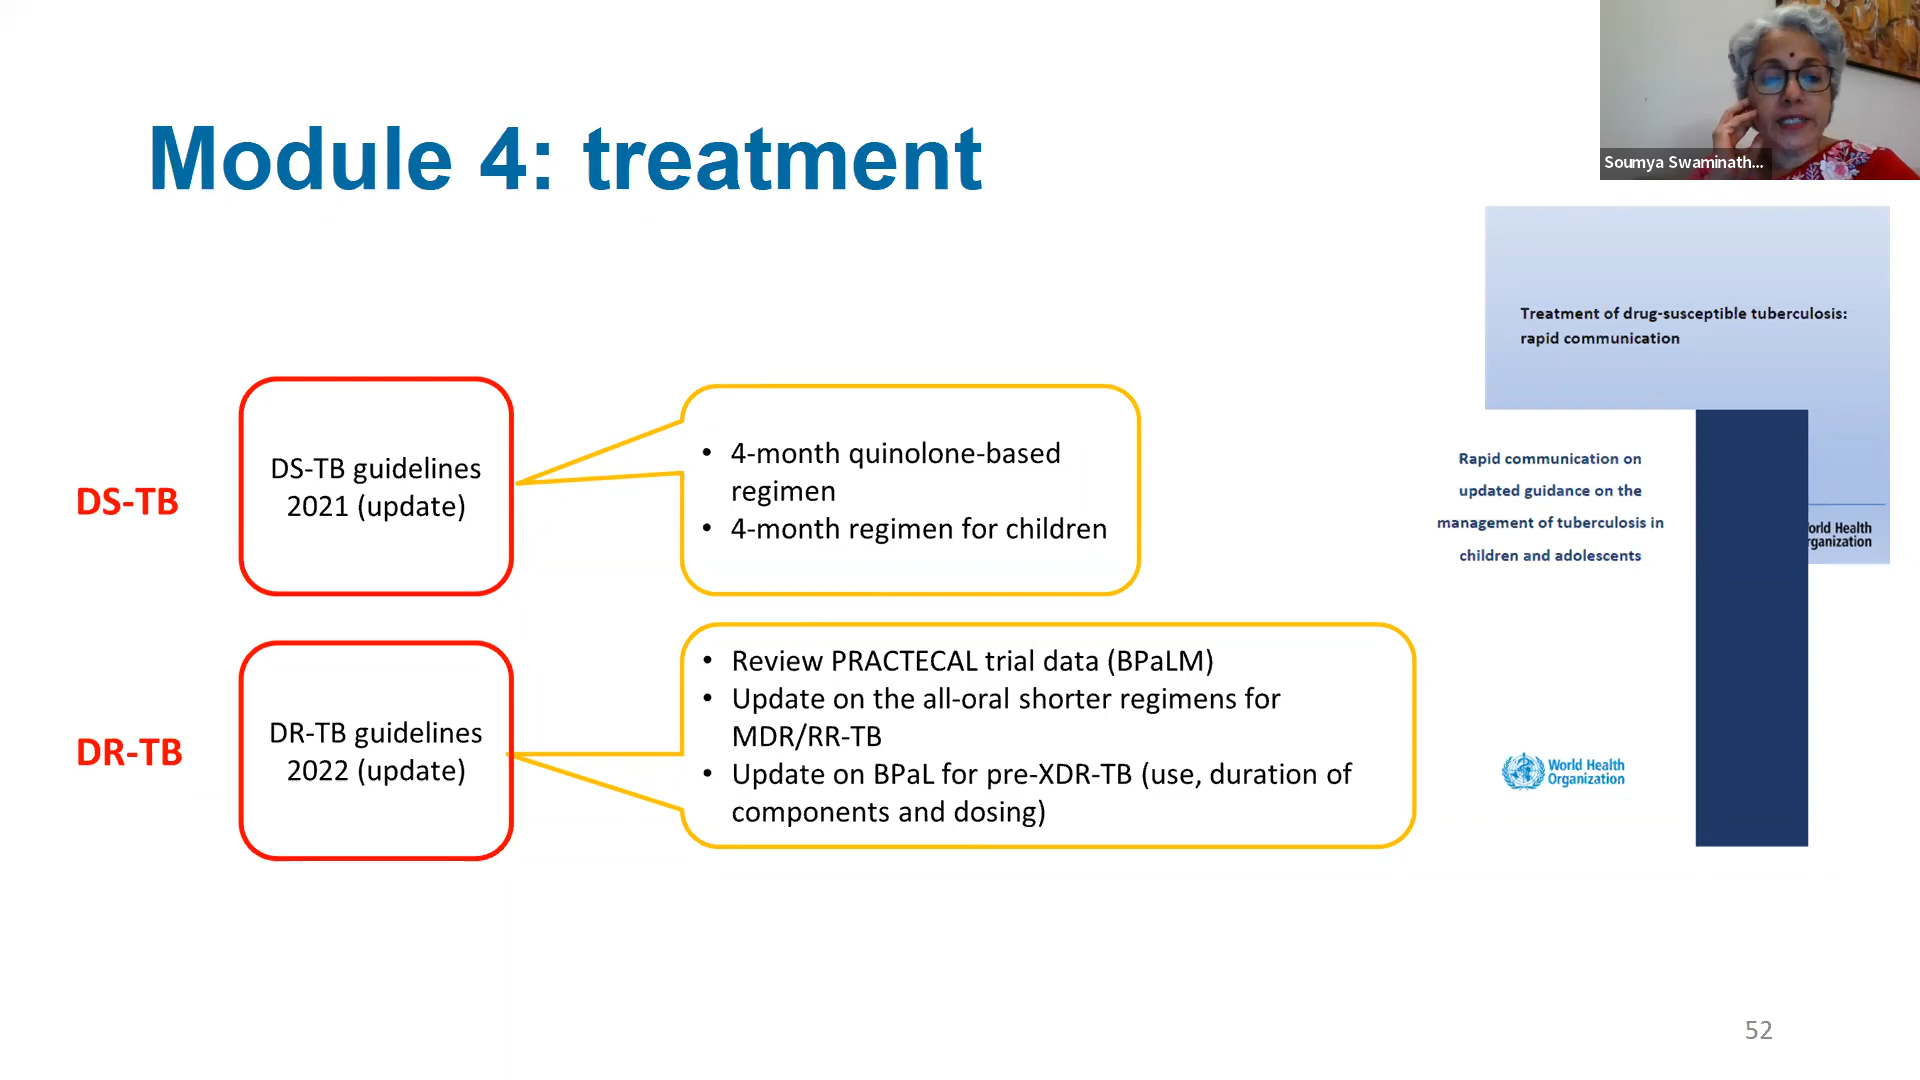 Module 4: treatment
Soumya Swaminath...
Treatment of drug-susceptible tuberculosis:
rapid communication
DS-TB
DS-TB guidelines
2021 (update)
• 4-month quinolone-based
regimen
• 4-month regimen for children
Rapid communication on
updated guidance on the
management of tuberculosis in
children and adolescents
orld Health
rganization
DR-TB
DR-TB guidelines
2022 (update)
• Review PRACTECAL trial data (BPaLM)
• Update on the all-oral shorter regimens for
MDR/RR-TB
• Update on BPaL for pre-XDR-TB (use, duration of
components and dosing)
World Health
Organization
52